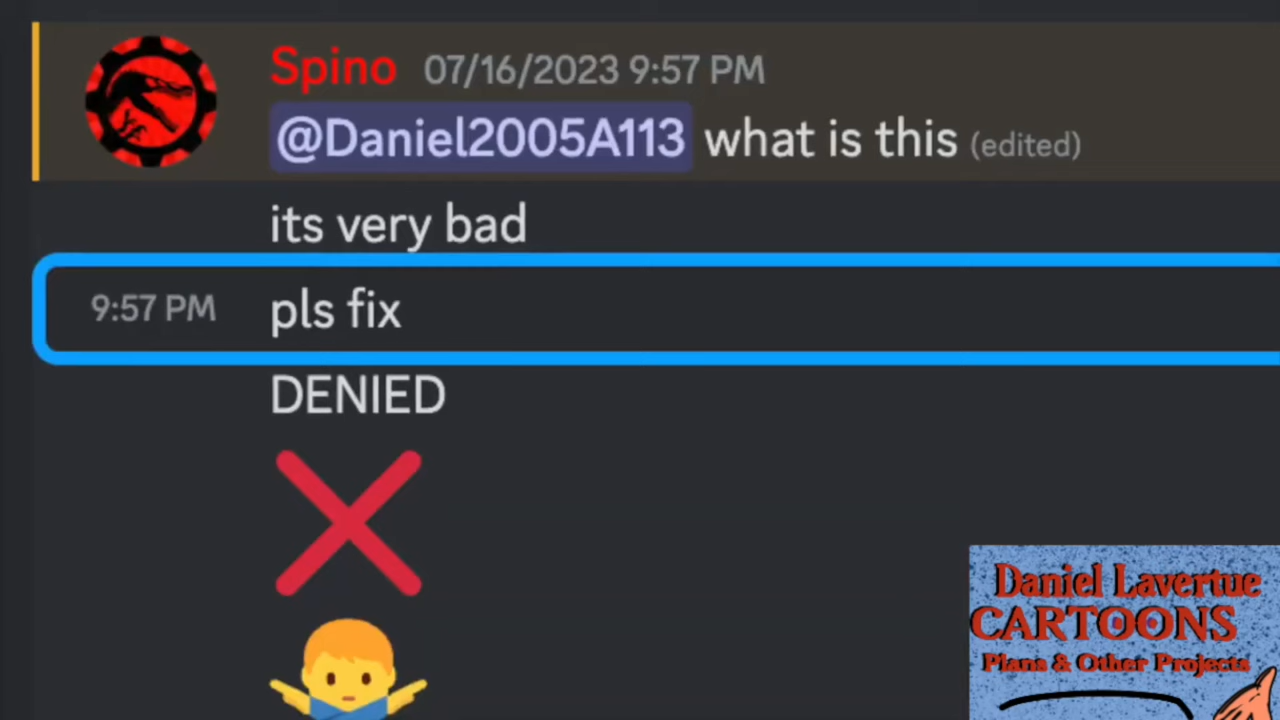 Spino 07/16/2023 9:57 PM
@Daniel2005A113 what is this (edited)
its very bad
9:57 PM pls fix
DENIED
Daniel Lavertue
CARTOONS
Plans & Other Projects